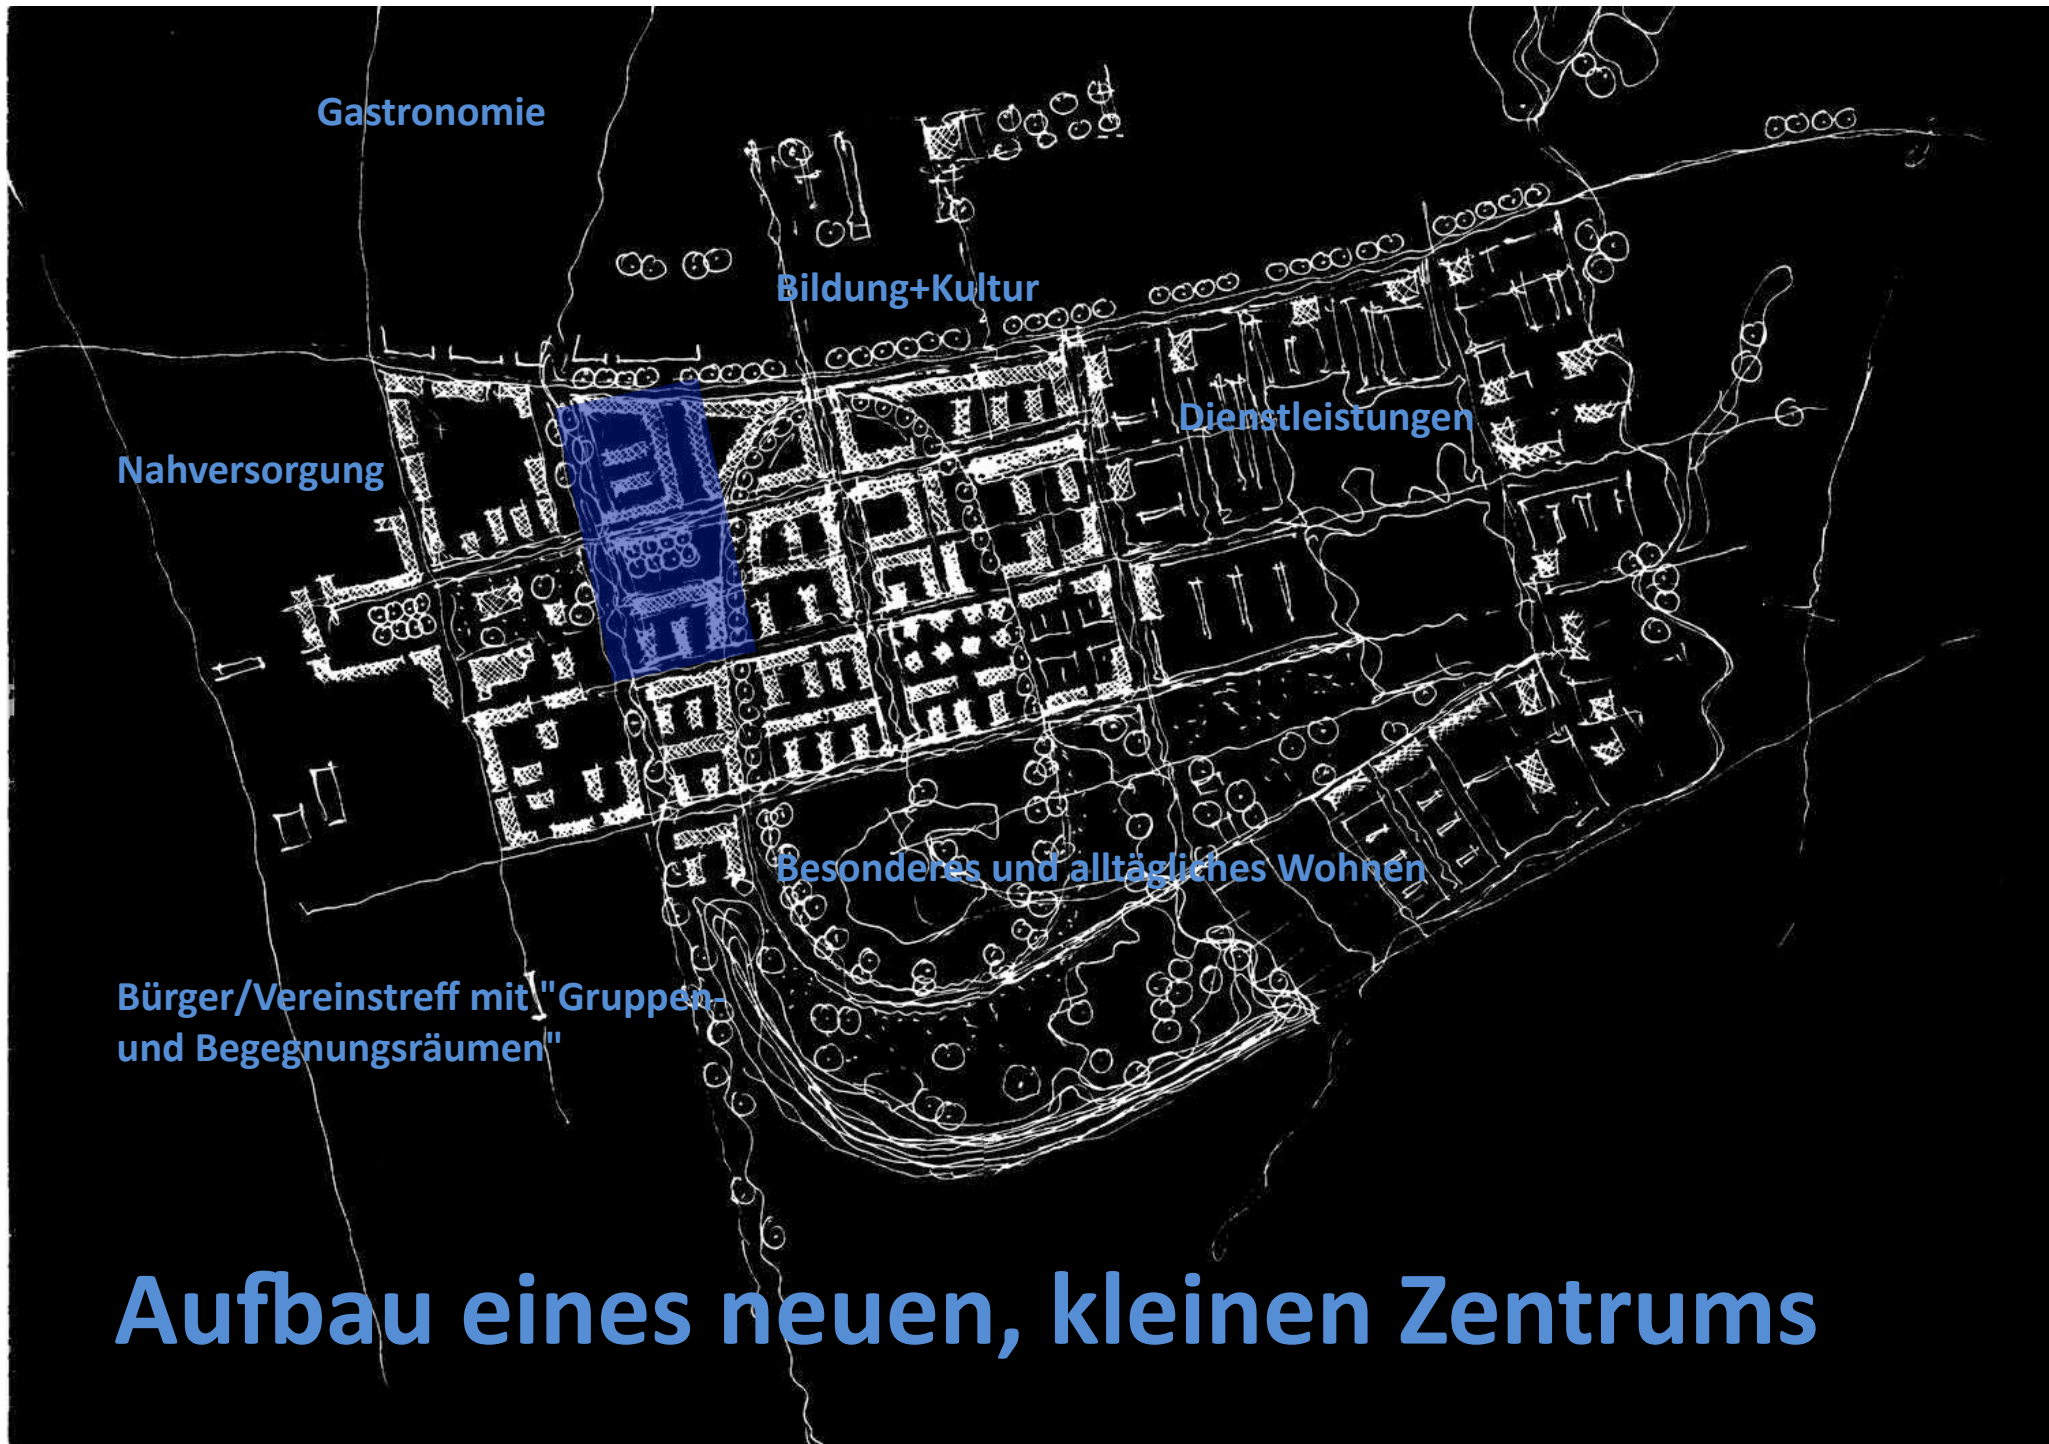 Gastronomie
Bildung+Kultur
Dienstleistungen
Nahversorgung
Besonderes und alltägliches Wohnen
Bürger/Vereinstreff mit "Gruppen-
und Begegnungsräumen"
Aufbau eines neuen, kleinen Zentrums